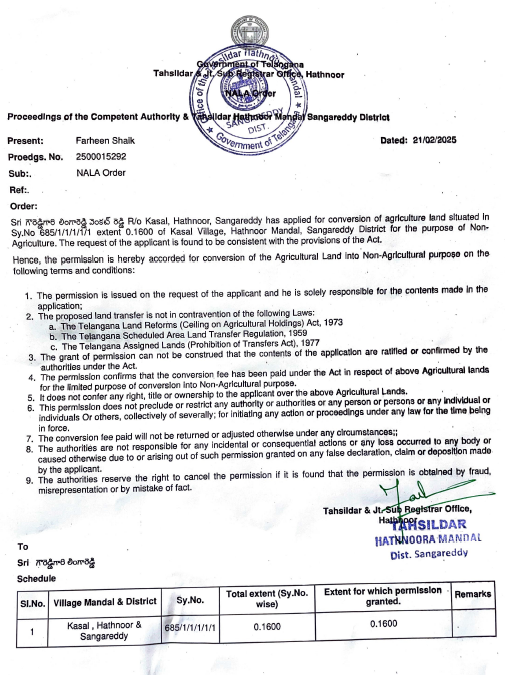 Government of Telangana
Tahsildar & Jt. Sub Registrar Office, Hathnoor
NALA Order
Office of the Tahsildar Hathnoora Mandal
SANGAREDDY
DIST.
Government of Telangana
Proceedings of the Competent Authority & Tahsildar Hathnoor Mandal Sangareddy District
Present: Farheen Shaik Dated: 21/02/2025
Proedgs. No. 2500015292
Sub:. NALA Order
Ref:.
Order:
Sri గొర్రెడ్డిగారి లింగారెడ్డి వెంకట్ రెడ్డి R/o Kasal, Hathnoor, Sangareddy has applied for conversion of agriculture land situated in
Sy.No 685/1/1/1/1/1 extent 0.1600 of Kasal Village, Hathnoor Mandal, Sangareddy District for the purpose of Non-
Agriculture. The request of the applicant is found to be consistent with the provisions of the Act.
Hence, the permission is hereby accorded for conversion of the Agricultural Land into Non-Agricultural purpose on the
following terms and conditions:
1. The permission is issued on the request of the applicant and he is solely responsible for the contents made in the
application;
2. The proposed land transfer is not in contravention of the following Laws:
a. The Telangana Land Reforms (Ceiling on Agricultural Holdings) Act, 1973
b. The Telangana Scheduled Area Land Transfer Regulation, 1959
c. The Telangana Assigned Lands (Prohibition of Transfers Act), 1977
3. The grant of permission can not be construed that the contents of the application are ratified or confirmed by the
authorities under the Act.
4. The permission confirms that the conversion fee has been paid under the Act in respect of above Agricultural lands
for the limited purpose of conversion into Non-Agricultural purpose.
5. It does not confer any right, title or ownership to the applicant over the above Agricultural Lands.
6. This permission does not preclude or restrict any authority or authorities or any person or persons or any individual or
individuals Or others, collectively of severally; for initiating any action or proceedings under any law for the time being
in force.
7. The conversion fee paid will not be returned or adjusted otherwise under any circumstances;;
8. The authorities are not responsible for any incidental or consequential actions or any loss occurred to any body or
caused otherwise due to or arising out of such permission granted on any false declaration, claim or deposition made
by the applicant.
9. The authorities reserve the right to cancel the permission if it is found that the permission is obtained by fraud,
misrepresentation or by mistake of fact.
Tahsildar & Jt. Sub Registrar Office,
Hathnoor
TAHSILDAR
HATHNOORA MANDAL
Dist. Sangareddy
To
Sri గొర్రెడ్డిగారి లింగారెడ్డి
Schedule
Sl.No. Village Mandal & District Sy.No. Total extent (Sy.No. wise) Extent for which permission granted. Remarks
1 Kasal , Hathnoor & Sangareddy 685/1/1/1/1/1 0.1600 0.1600